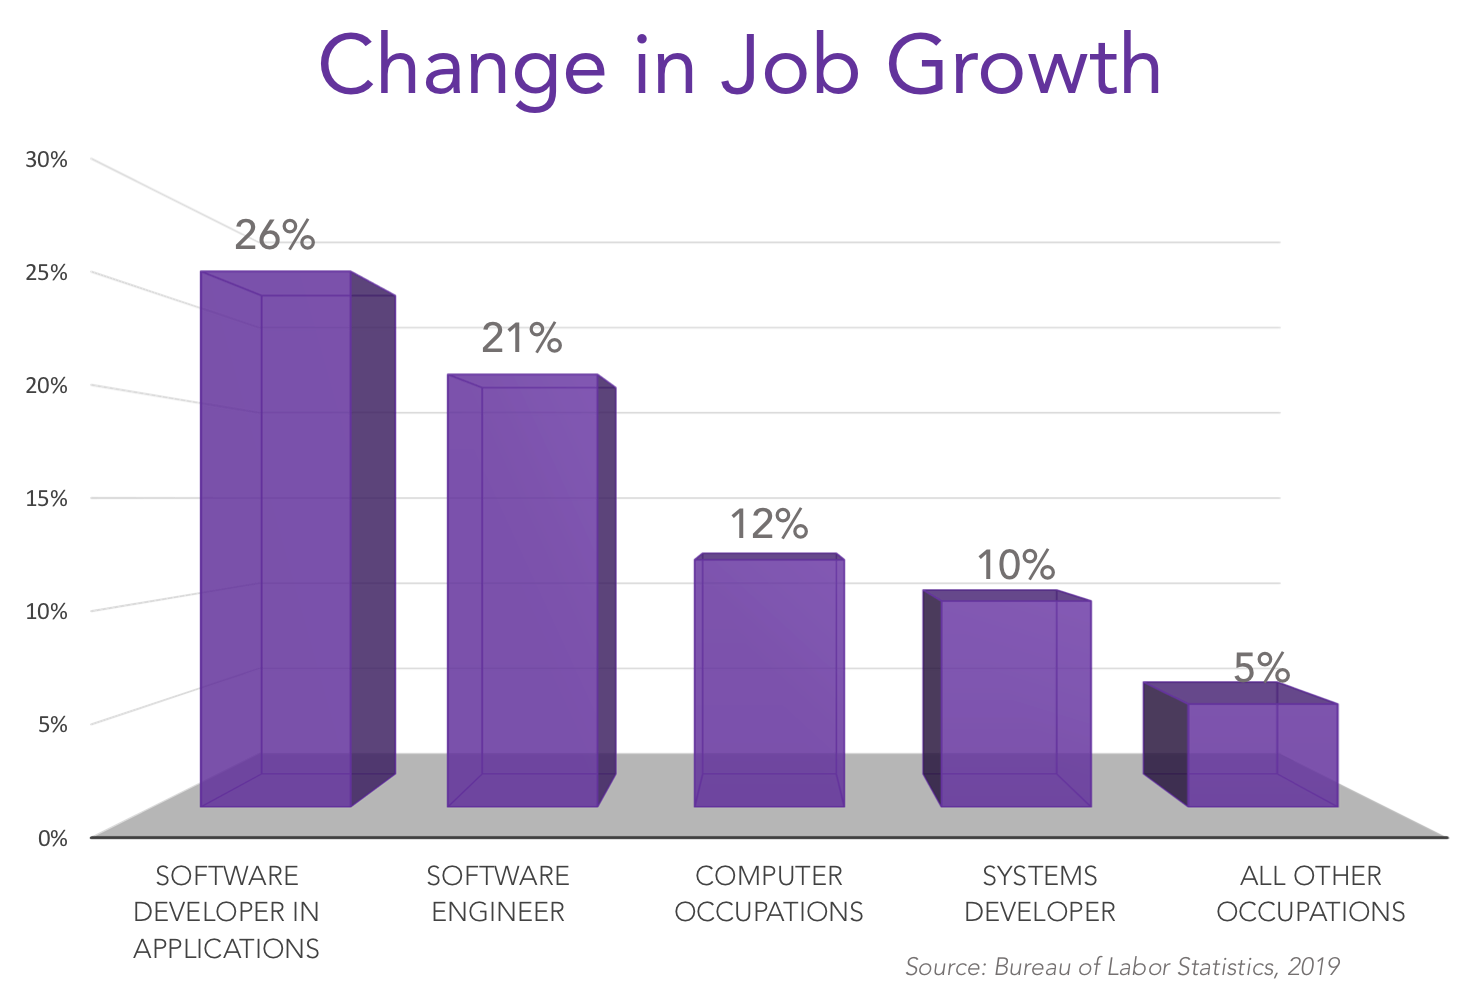 Change in Job Growth
30%
26%
25%
21%
20%
15%
12%
10%
10%
5%
5%
0%
SOFTWARE
DEVELOPER IN
APPLICATIONS
SOFTWARE
ENGINEER
COMPUTER
OCCUPATIONS
SYSTEMS
DEVELOPER
ALL OTHER
OCCUPATIONS
Source: Bureau of Labor Statistics, 2019